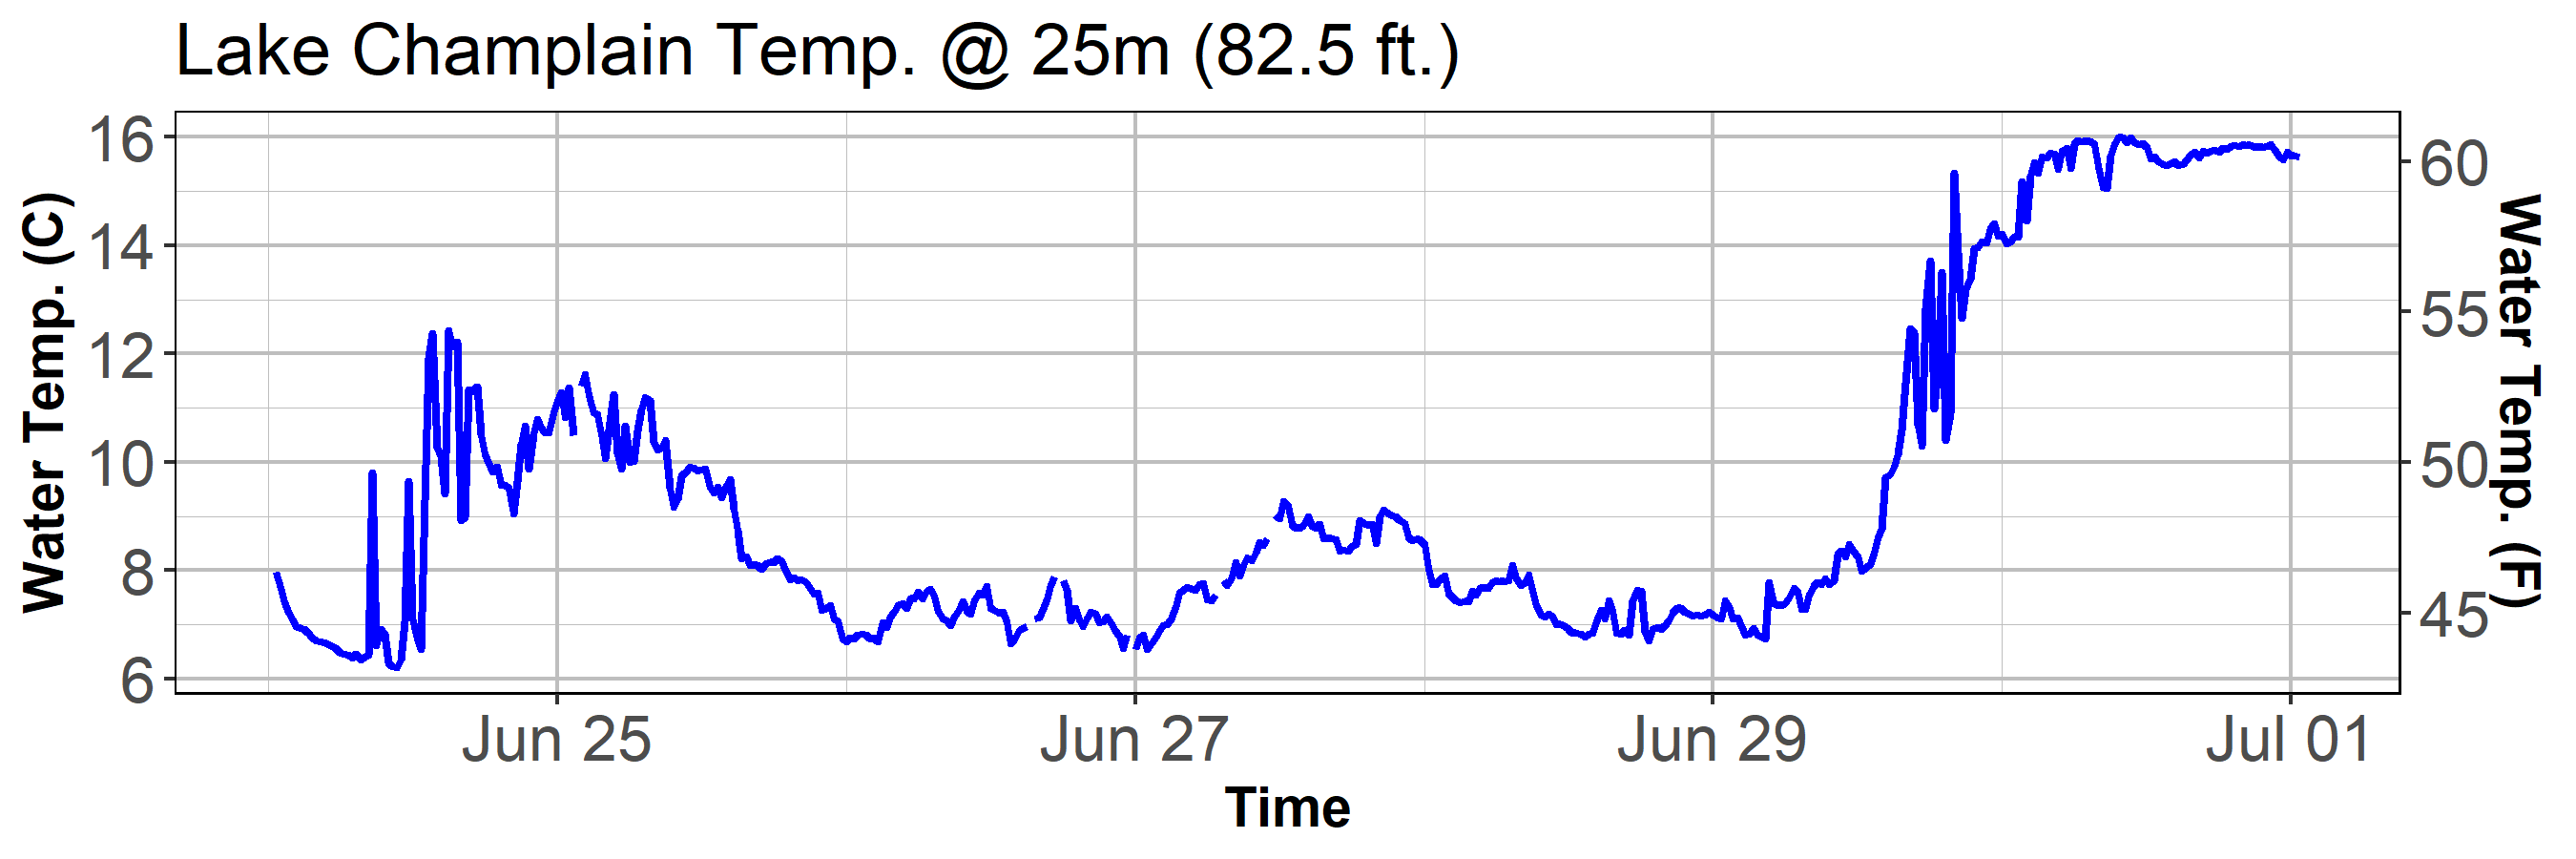 Lake Champlain Temp. @ 25m (82.5 ft.)
Water Temp. (C)
16
14
12
10
8
6
60
55
50
45
Water Temp. (F)
Jun 25
Jun 27
Jun 29
Jul 01
Time